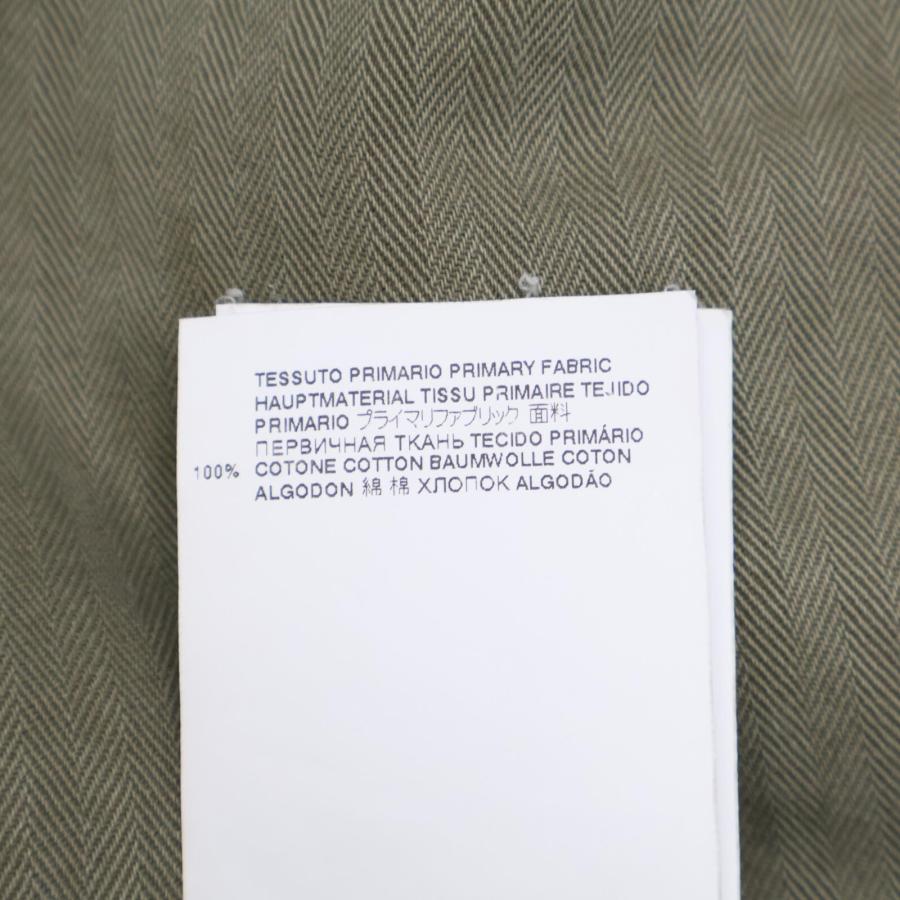 TESSUTO PRIMARIO PRIMARY FABRIC
HAUPTMATERIAL TISSU PRIMAIRE TEJIDO
PRIMARIO プライマリファブリック 面料
ПЕРВИЧНАЯ ТКАНЬ TECIDO PRIMÁRIO
100% COTONE COTTON BAUMWOLLE COTON
ALGODON 綿 棉 ХЛОПОК ALGODÃO